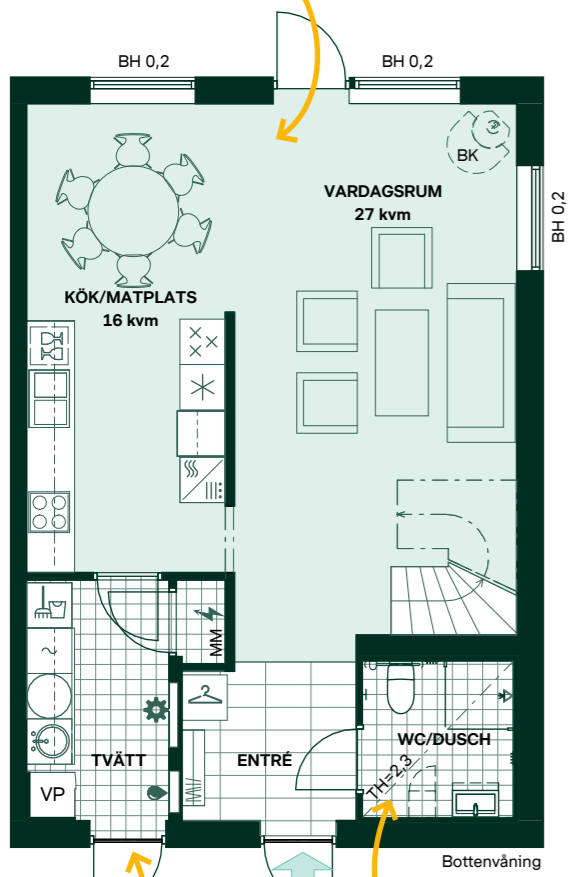 BH 0,2
BH 0,2
BK
VARDAGSRUM
27 kvm
BH 0,2
KÖK/MATPLATS
16 kvm
MM
TVÄTT
ENTRÉ
WC/DUSCH
TH=2,3
VP
Bottenvåning